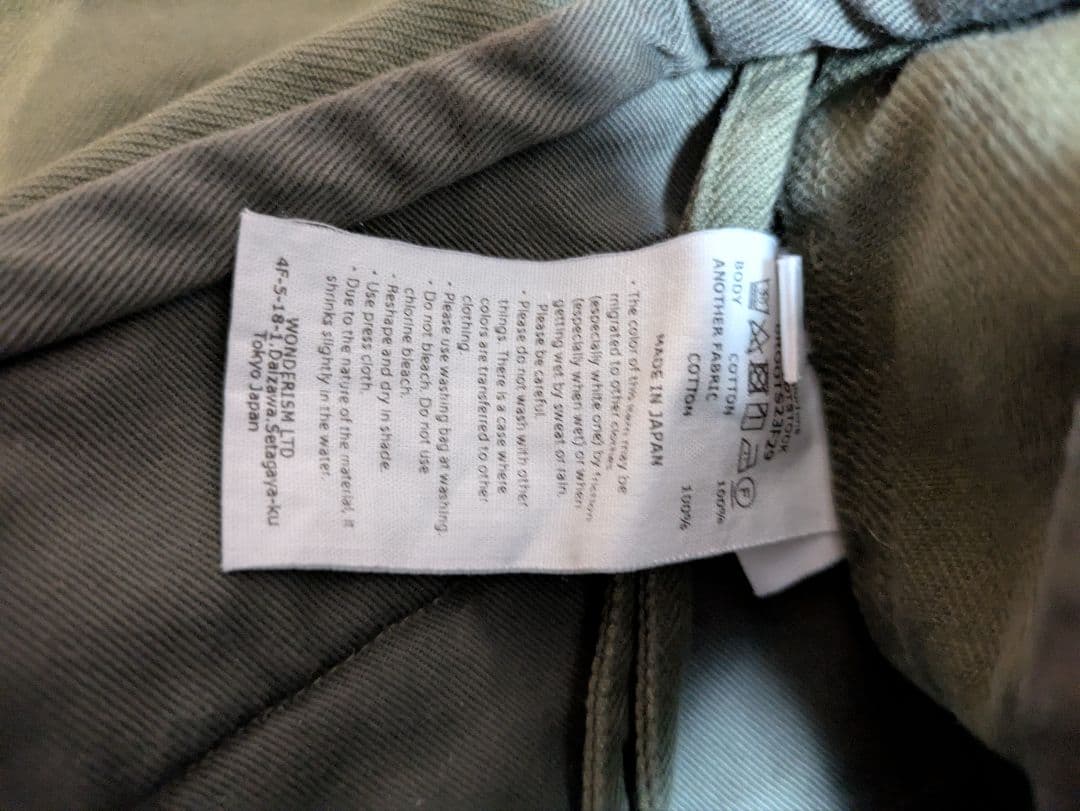 BODY COTTON 100%
ANOTHER FABRIC COTTON 100%
MADE IN JAPAN
・The color of this item may be
migrated to other clothes
(especially white one) by frictions
(especially when wet) or when
getting wet by sweat or rain.
Please be careful.
・Please do not wash with other
things. There is a case where
colors are transferred to other
clothing.
・Please use washing bag at washing.
・Do not bleach. Do not use
chlorine bleach.
・Reshape and dry in shade.
・Use press cloth.
・Due to the nature of the material, it
shrinks slightly in the water.
WONDERISM LTD
4F-5-18-1.Daizawa.Setagaya-ku
Tokyo Japan